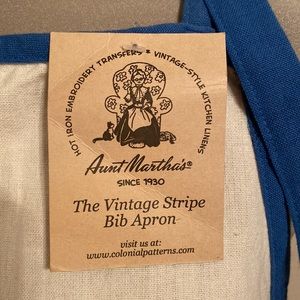 HOT IRON EMBROIDERY TRANSFERS * VINTAGE-STYLE KITCHEN LINENS
Aunt Martha's®
SINCE 1930
The Vintage Stripe
Bib Apron
visit us at:
www.colonialpatterns.com